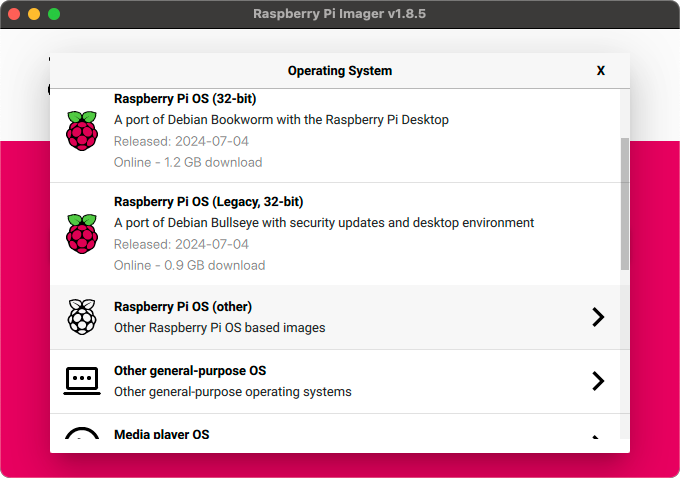 Raspberry Pi Imager v1.8.5
Operating System
X
Raspberry Pi OS (32-bit)
A port of Debian Bookworm with the Raspberry Pi Desktop
Released: 2024-07-04
Online - 1.2 GB download
Raspberry Pi OS (Legacy, 32-bit)
A port of Debian Bullseye with security updates and desktop environment
Released: 2024-07-04
Online - 0.9 GB download
Raspberry Pi OS (other)
Other Raspberry Pi OS based images
Other general-purpose OS
Other general-purpose operating systems
Media player OS